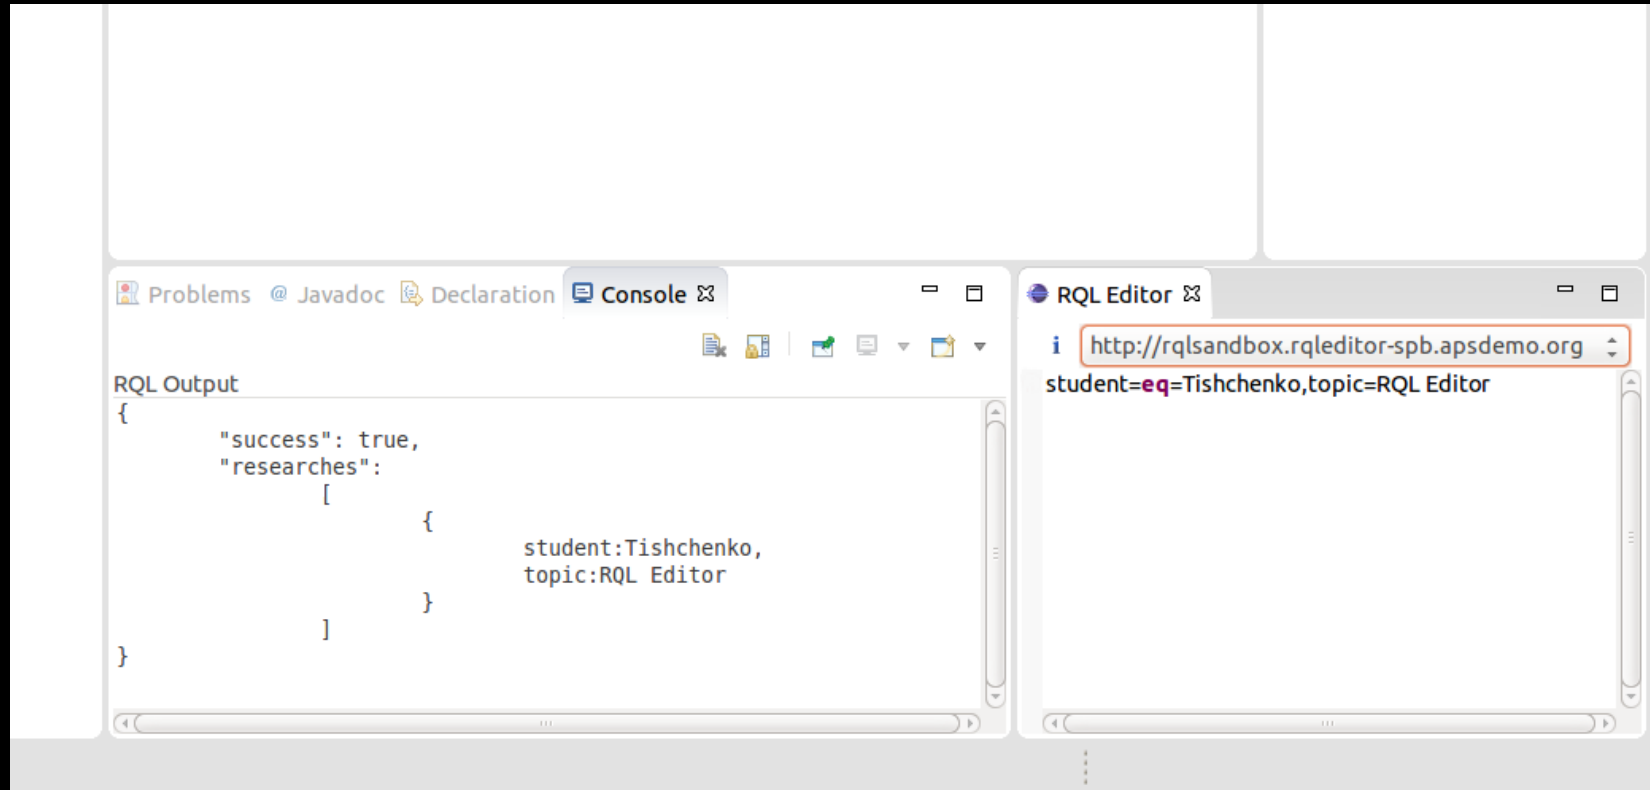 Problems @ Javadoc Declaration Console
RQL Output
{
"success": true,
"researches":
[
{
student:Tishchenko,
topic:RQL Editor
}
]
}
RQL Editor
i http://rqlsandbox.rqleditor-spb.apsdemo.org
student=eq=Tishchenko,topic=RQL Editor